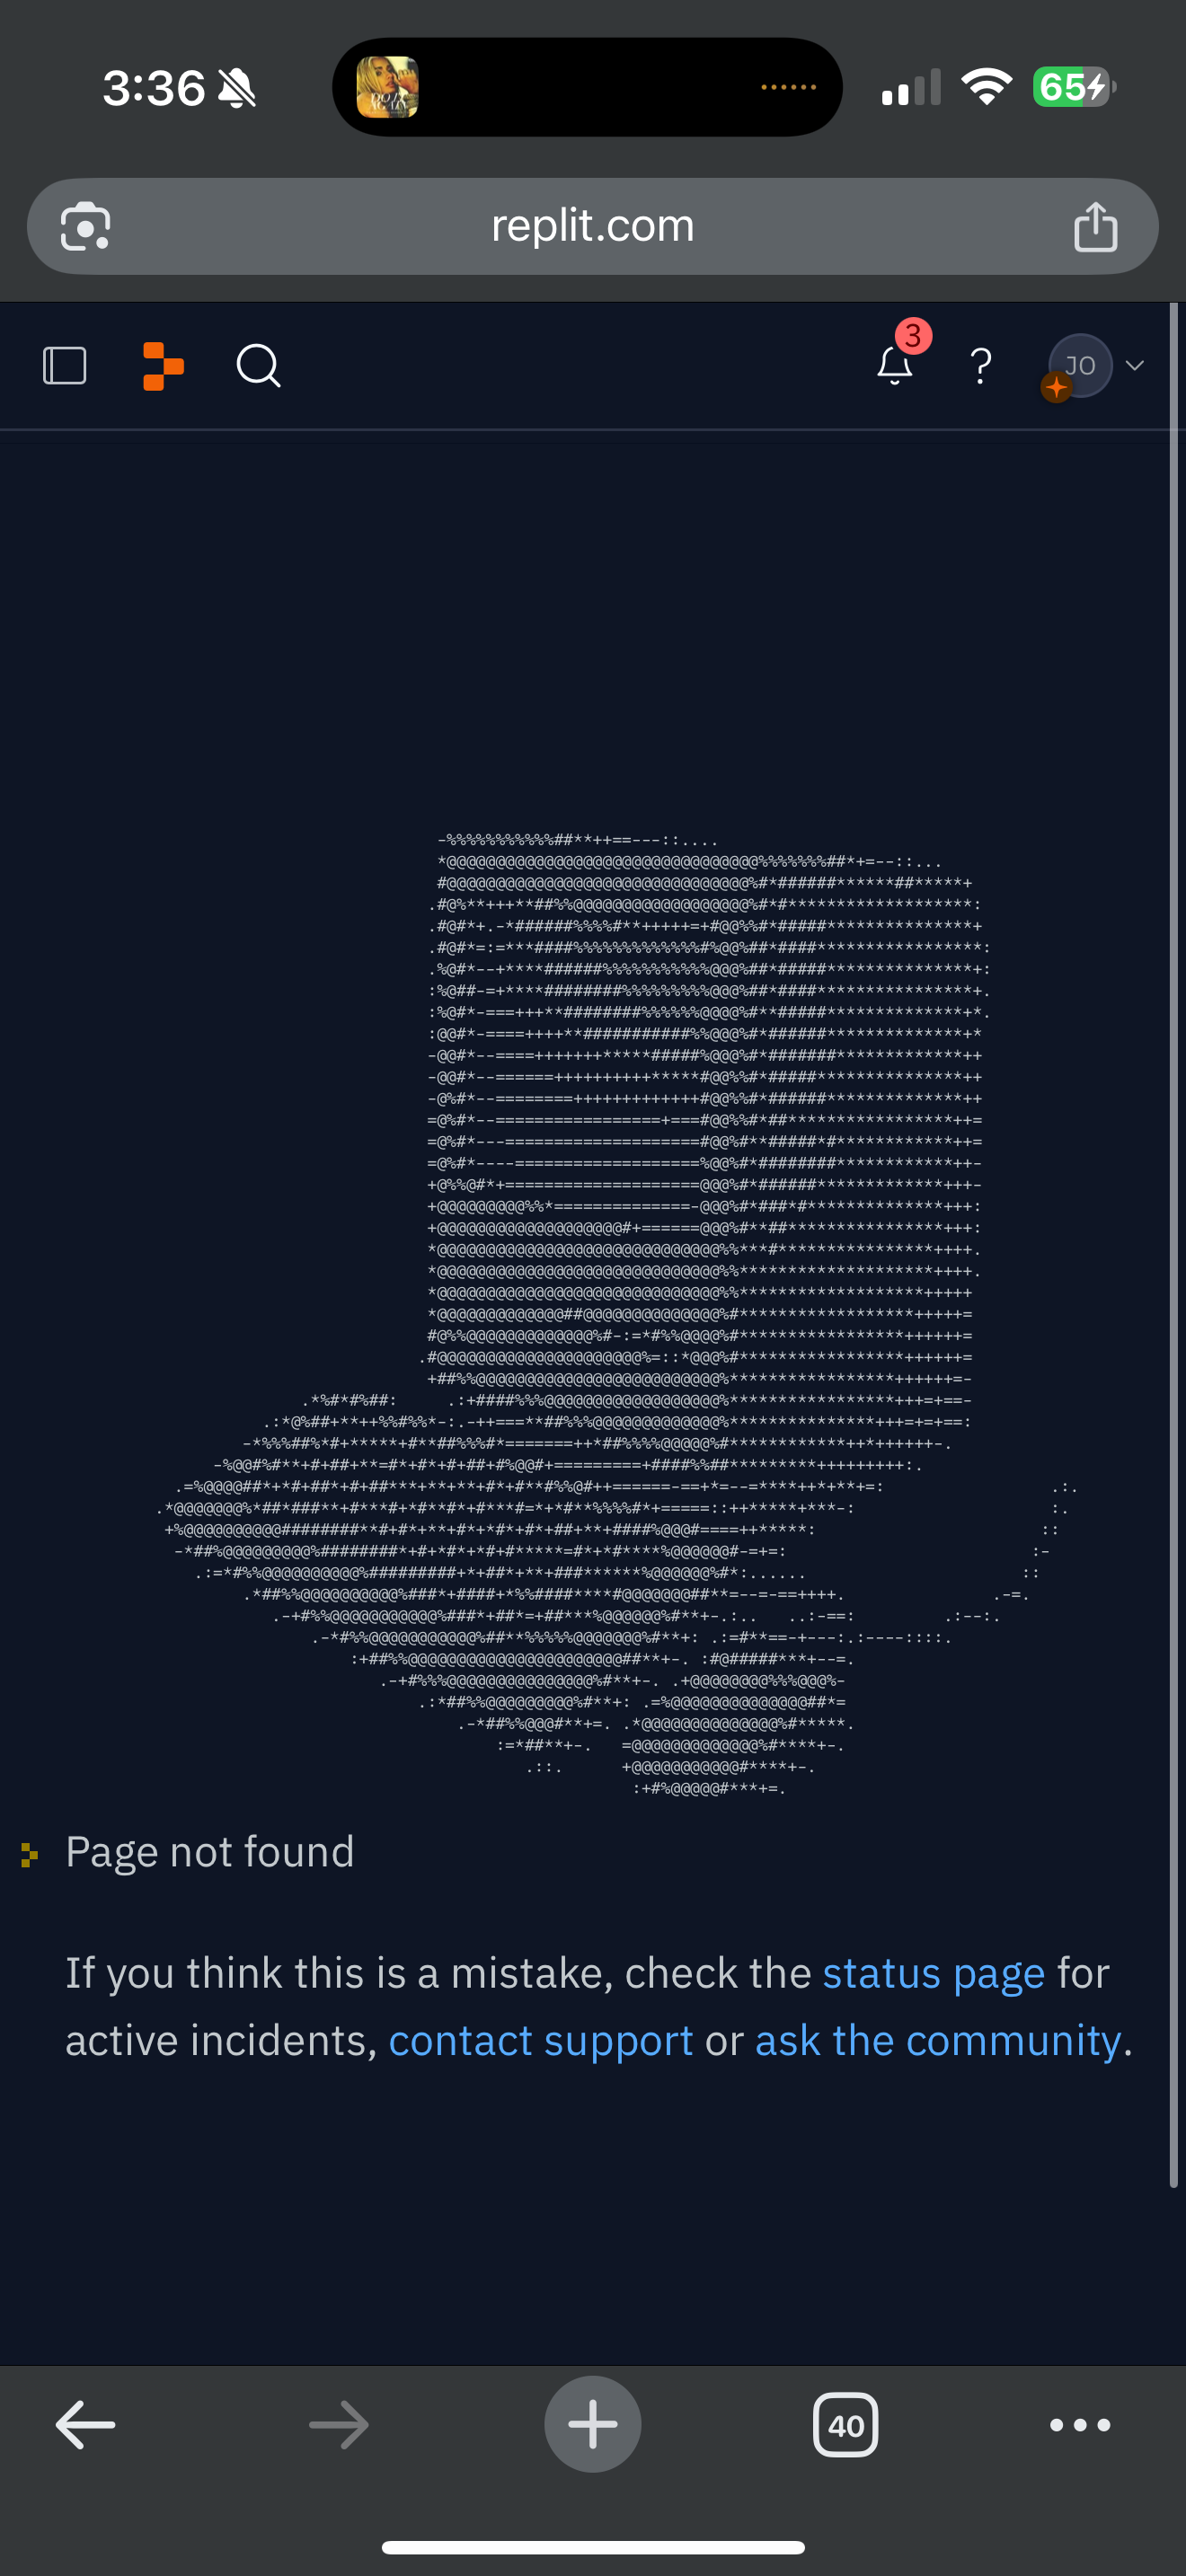 3:36
65
replit.com
3
?
JO
Page not found
If you think this is a mistake, check the status page for
active incidents, contact support or ask the community.
40